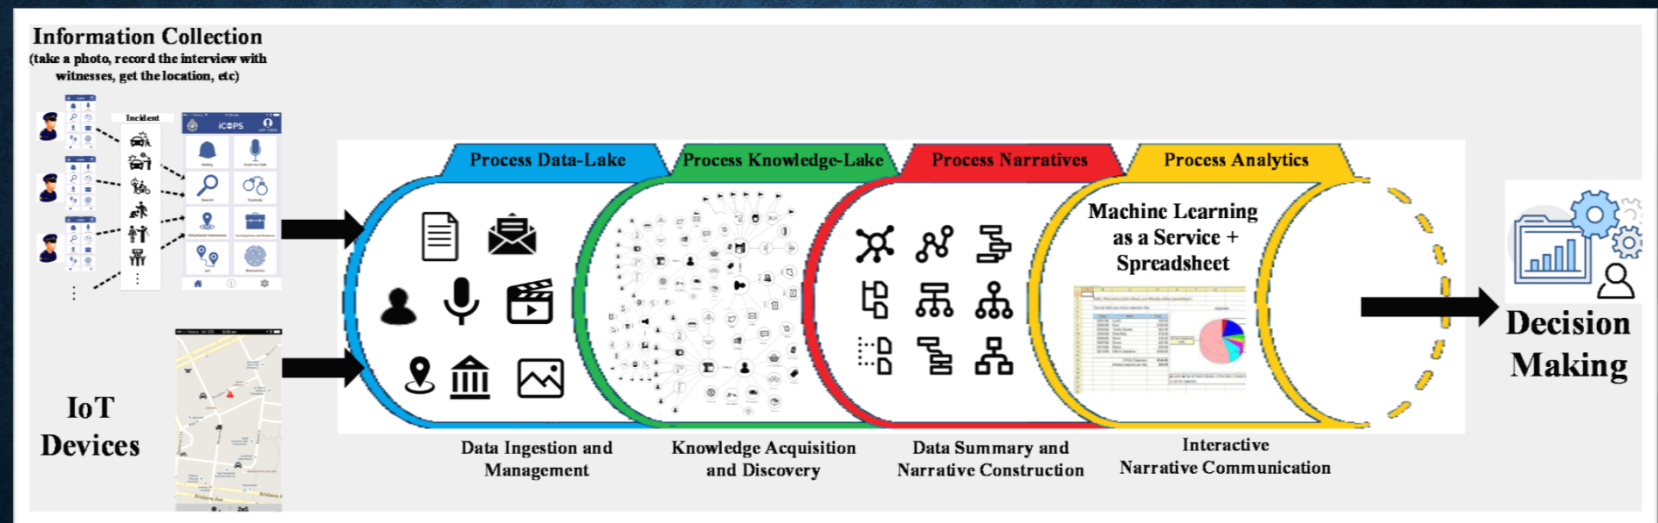 Information Collection
(take a photo, record the interview with
witnesses, get the location, etc)
Incident
iCOPS
Search
Custody
IoT
Devices
Process Data-Lake
Process Knowledge-Lake
Process Narratives
Process Analytics
Machine Learning
as a Service +
Spreadsheet
Data Ingestion and
Management
Knowledge Acquisition
and Discovery
Data Summary and
Narrative Construction
Interactive
Narrative Communication
Decision
Making